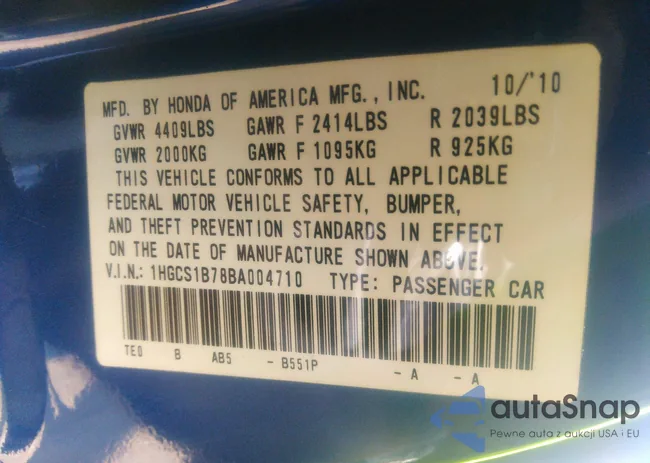 MFD. BY HONDA OF AMERICA MFG., INC. 10/'10
GVWR 4409LBS GAWR F 2414LBS R 2039LBS
GVWR 2000KG GAWR F 1095KG R 925KG
THIS VEHICLE CONFORMS TO ALL APPLICABLE
FEDERAL MOTOR VEHICLE SAFETY, BUMPER,
AND THEFT PREVENTION STANDARDS IN EFFECT
ON THE DATE OF MANUFACTURE SHOWN ABOVE.
V.I.N.: 1HGCS1B78BA004710 TYPE: PASSENGER CAR
TE0 B AB5 - B551P - A - A
autaSnap
Pewne auta z aukcji USA i EU